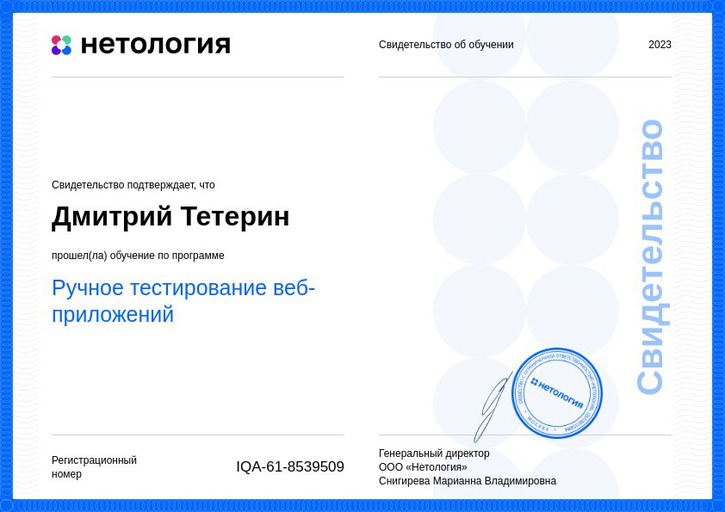 нетология
Свидетельство об обучении
2023
Свидетельство подтверждает, что
Дмитрий Тетерин
прошел(ла) обучение по программе
Ручное тестирование веб-
приложений
Свидетельство
нетология
МОСКВА
Регистрационный
номер
IQA-61-8539509
Генеральный директор
ООО «Нетология»
Снигирева Марианна Владимировна